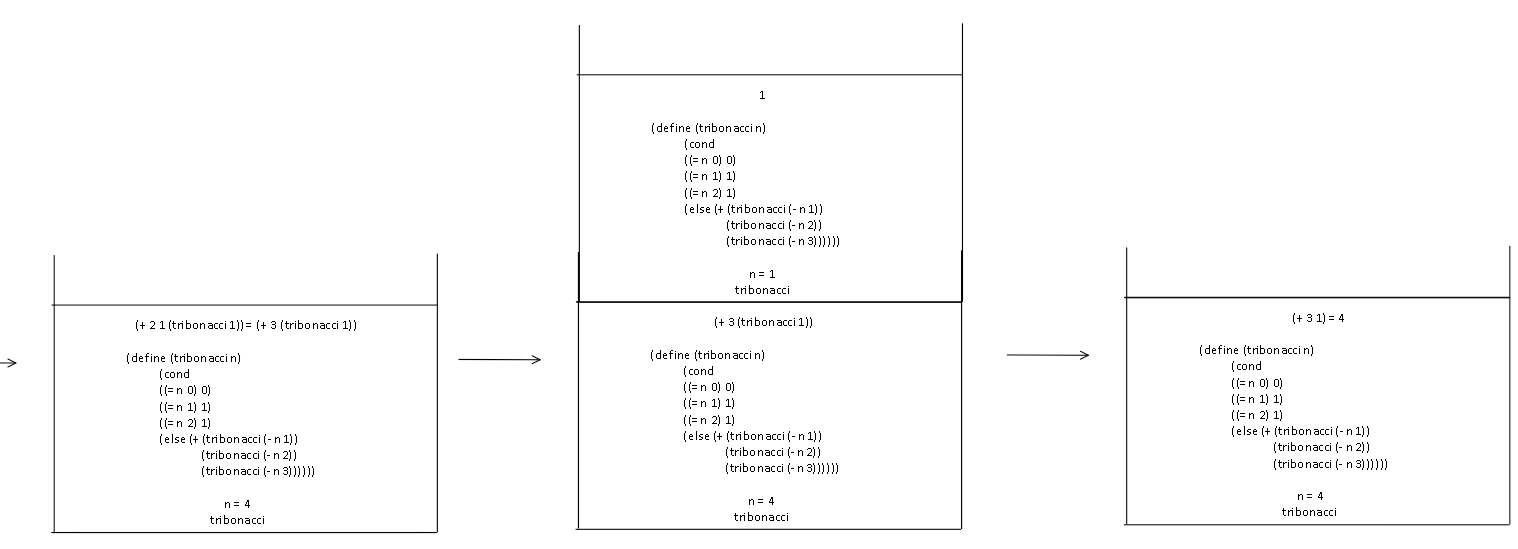 (+ 2 1 (tribonacci 1)) = (+ 3 (tribonacci 1))
(define (tribonacci n)
(cond
((= n 0) 0)
((= n 1) 1)
((= n 2) 1)
(else (+ (tribonacci (- n 1))
(tribonacci (- n 2))
(tribonacci (- n 3))))))
n = 4
tribonacci
1
(define (tribonacci n)
(cond
((= n 0) 0)
((= n 1) 1)
((= n 2) 1)
(else (+ (tribonacci (- n 1))
(tribonacci (- n 2))
(tribonacci (- n 3))))))
n = 1
tribonacci
(+ 3 (tribonacci 1))
(define (tribonacci n)
(cond
((= n 0) 0)
((= n 1) 1)
((= n 2) 1)
(else (+ (tribonacci (- n 1))
(tribonacci (- n 2))
(tribonacci (- n 3))))))
n = 4
tribonacci
(+ 3 1) = 4
(define (tribonacci n)
(cond
((= n 0) 0)
((= n 1) 1)
((= n 2) 1)
(else (+ (tribonacci (- n 1))
(tribonacci (- n 2))
(tribonacci (- n 3))))))
n = 4
tribonacci